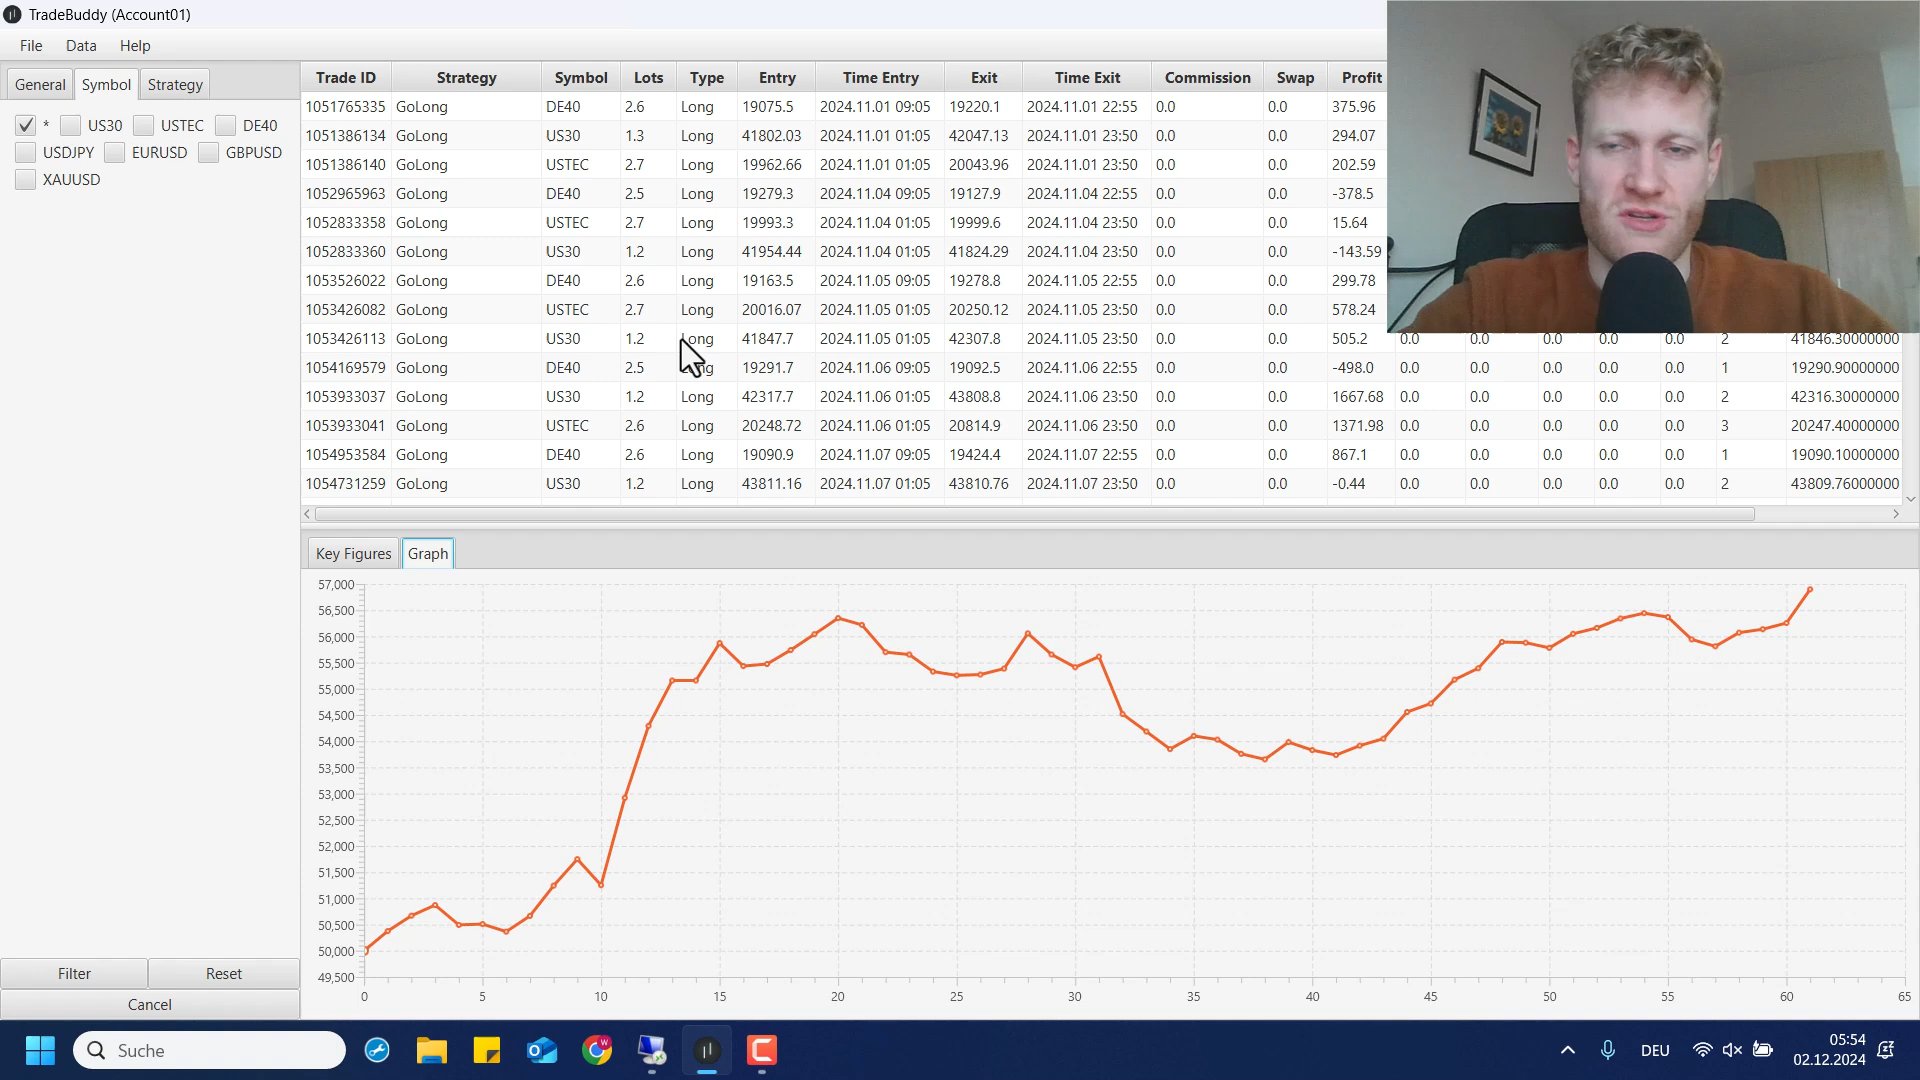 TradeBuddy (Account01)
File Data Help
General Symbol Strategy
* US30 USTEC DE40
USDJPY EURUSD GBPUSD
XAUUSD
Trade ID Strategy Symbol Lots Type Entry Time Entry Exit Time Exit Commission Swap Profit
1051765335 GoLong DE40 2.6 Long 19075.5 2024.11.01 09:05 19220.1 2024.11.01 22:55 0.0 0.0 375.96
1051386134 GoLong US30 1.3 Long 41802.03 2024.11.01 01:05 42047.13 2024.11.01 23:50 0.0 0.0 294.07
1051386140 GoLong USTEC 2.7 Long 19962.66 2024.11.01 01:05 20043.96 2024.11.01 23:50 0.0 0.0 202.59
1052965963 GoLong DE40 2.5 Long 19279.3 2024.11.04 09:05 19127.9 2024.11.04 22:55 0.0 0.0 -378.5
1052833358 GoLong USTEC 2.7 Long 19993.3 2024.11.04 01:05 19999.6 2024.11.04 23:50 0.0 0.0 15.64
1052833360 GoLong US30 1.2 Long 41954.44 2024.11.04 01:05 41824.29 2024.11.04 23:50 0.0 0.0 -143.59
1053526022 GoLong DE40 2.6 Long 19163.5 2024.11.05 09:05 19278.8 2024.11.05 22:55 0.0 0.0 299.78
1053426082 GoLong USTEC 2.7 Long 20016.07 2024.11.05 01:05 20250.12 2024.11.05 23:50 0.0 0.0 578.24
1053426113 GoLong US30 1.2 Long 41847.7 2024.11.05 01:05 42307.8 2024.11.05 23:50 0.0 0.0 505.2 0.0 0.0 0.0 0.0 0.0 2 41846.30000000
1054169579 GoLong DE40 2.5 Long 19291.7 2024.11.06 09:05 19092.5 2024.11.06 22:55 0.0 0.0 -498.0 0.0 0.0 0.0 0.0 0.0 1 19290.90000000
1053933037 GoLong US30 1.2 Long 42317.7 2024.11.06 01:05 43808.8 2024.11.06 23:50 0.0 0.0 1667.68 0.0 0.0 0.0 0.0 0.0 2 42316.30000000
1053933041 GoLong USTEC 2.6 Long 20248.72 2024.11.06 01:05 20814.9 2024.11.06 23:50 0.0 0.0 1371.98 0.0 0.0 0.0 0.0 0.0 3 20247.40000000
1054953584 GoLong DE40 2.6 Long 19090.9 2024.11.07 09:05 19424.4 2024.11.07 22:55 0.0 0.0 867.1 0.0 0.0 0.0 0.0 0.0 1 19090.10000000
1054731259 GoLong US30 1.2 Long 43811.16 2024.11.07 01:05 43810.76 2024.11.07 23:50 0.0 0.0 -0.44 0.0 0.0 0.0 0.0 0.0 2 43809.76000000
Key Figures Graph
57,000
56,500
56,000
55,500
55,000
54,500
54,000
53,500
53,000
52,500
52,000
51,500
51,000
50,500
50,000
49,500
0 5 10 15 20 25 30 35 40 45 50 55 60 65
Filter Reset
Cancel
Suche
DEU
05:54
02.12.2024